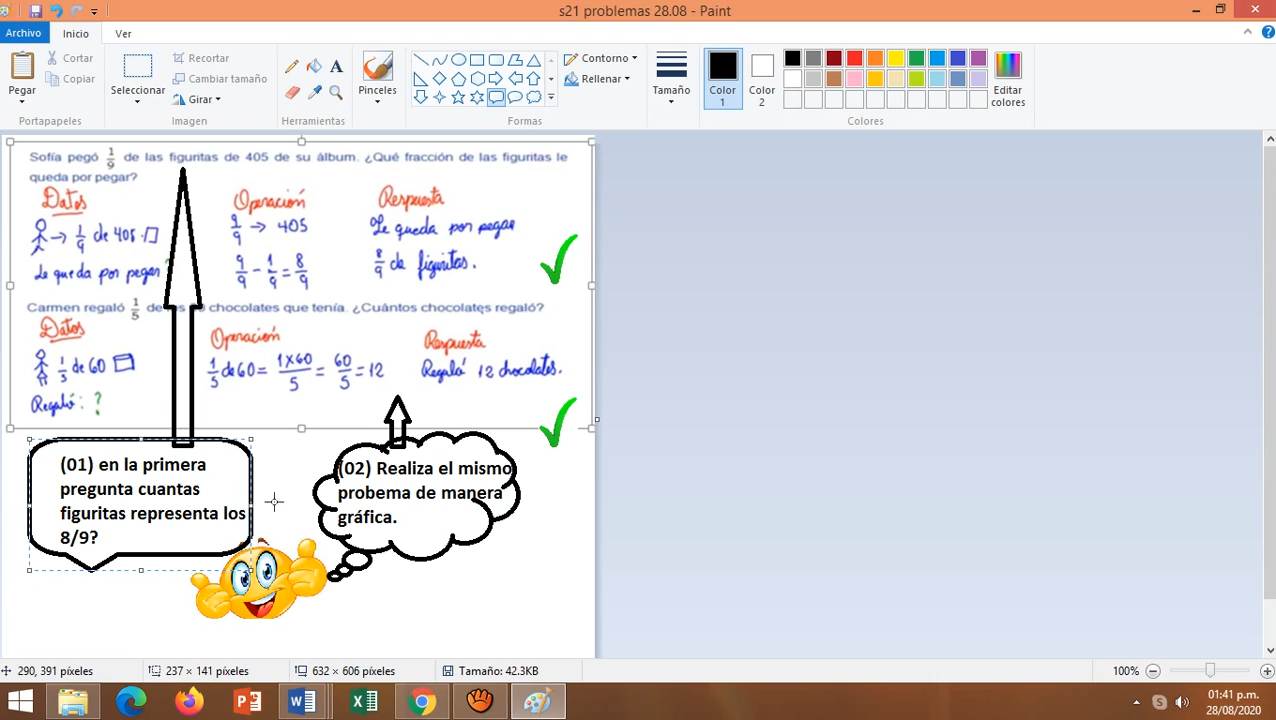 s21 problemas 28.08 - Paint
Archivo Inicio Ver
Pegar
Cortar
Copiar
Portapapeles
Seleccionar
Recortar
Cambiar tamaño
Girar
Imagen
Herramientas
Pinceles
Contorno
Rellenar
Formas
Tamaño
Color 1
Color 2
Editar colores
Colores
Sofía pegó 1/9 de las figuritas de 405 de su álbum. ¿Qué fracción de las figuritas le
queda por pegar?
Datos Operación Respuesta
→ 1/9 de 405 9/9 → 405 Le queda por pegar
Le queda por pegar 9/9 - 1/9 = 8/9 8/9 de figuritas.
Carmen regaló 1/5 de 60 chocolates que tenía. ¿Cuántos chocolates regaló?
Datos Operación Respuesta
1/5 de 60 1/5 de 60 = 1x60/5 = 60/5 = 12 Regaló 12 chocolates.
Regaló: ?
(01) en la primera
pregunta cuantas
figuritas representa los
8/9?
(02) Realiza el mismo
probema de manera
gráfica.
290, 391 píxeles 237 × 141 píxeles 632 × 606 píxeles Tamaño: 42.3KB 100%
01:41 p.m.
28/08/2020